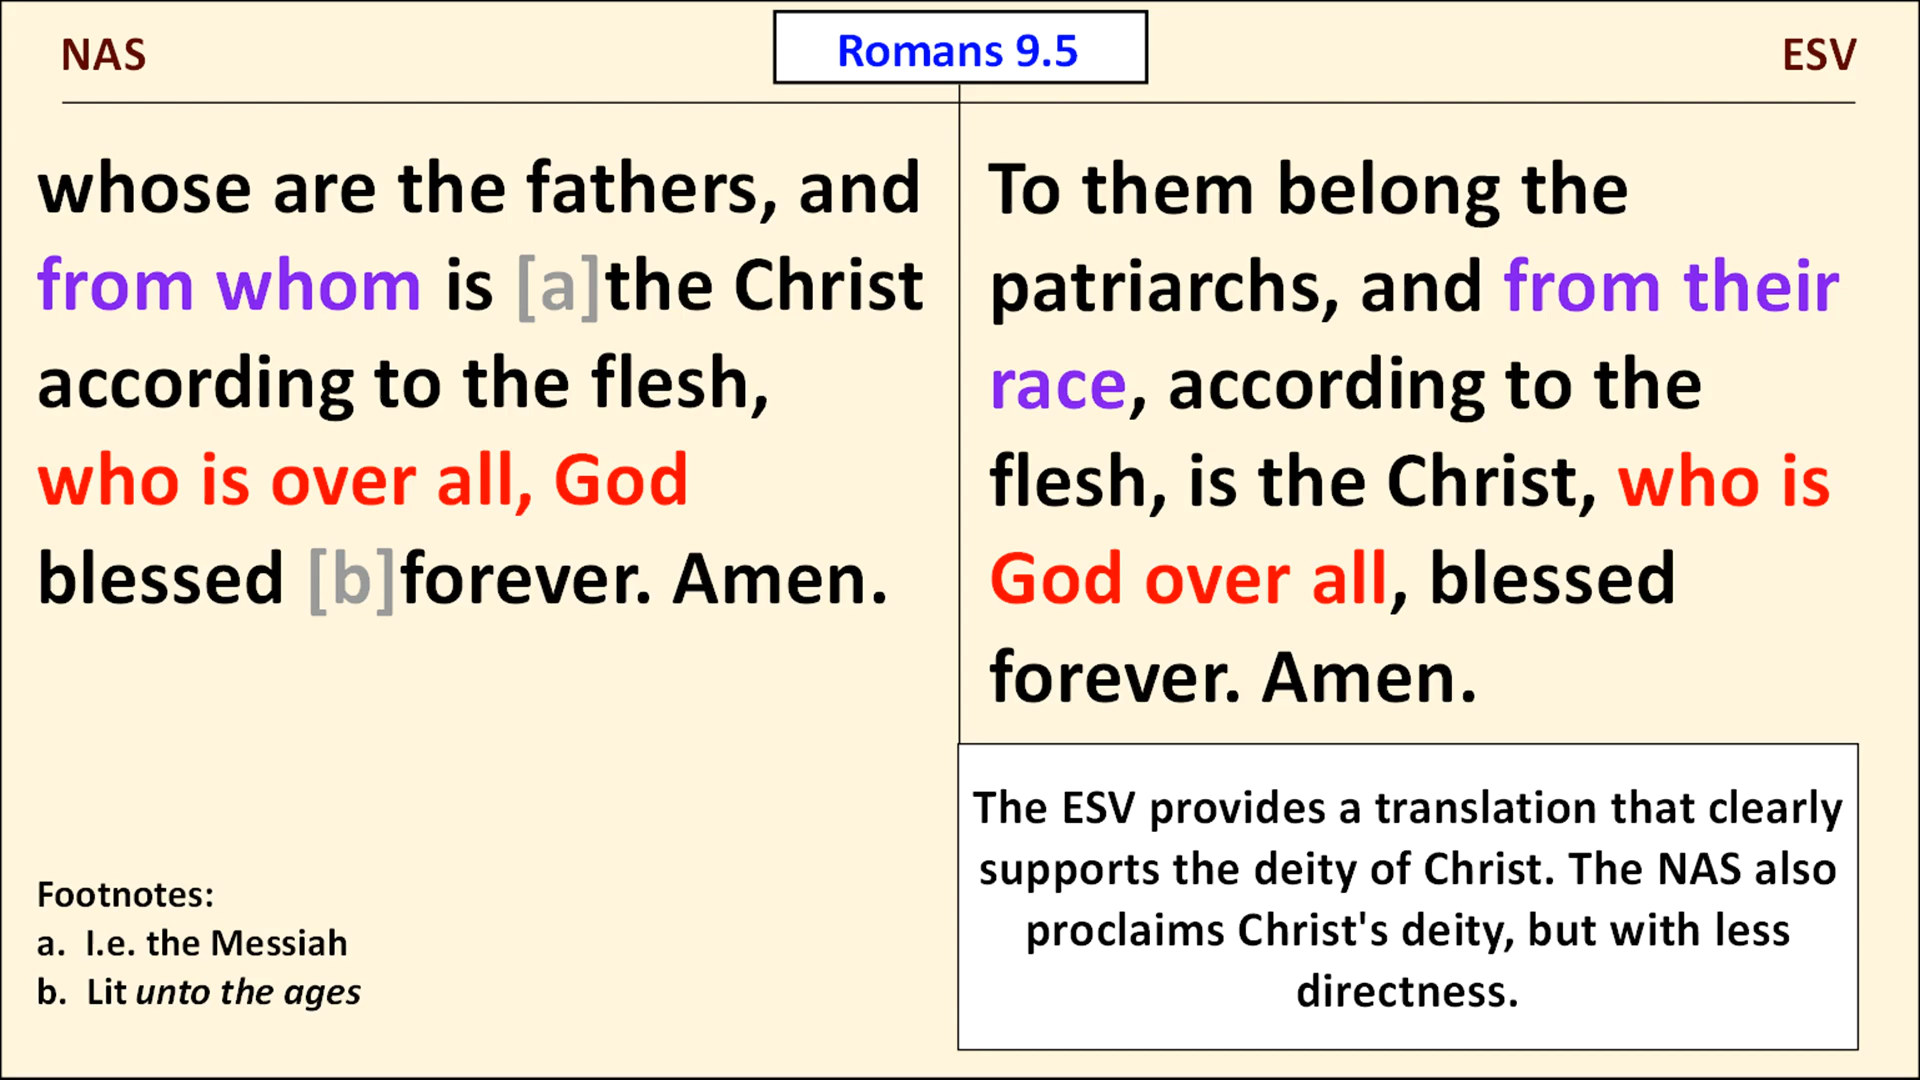 NAS
Romans 9.5
ESV
whose are the fathers, and
from whom is [a]the Christ
according to the flesh,
who is over all, God
blessed [b]forever. Amen.
Footnotes:
a. I.e. the Messiah
b. Lit unto the ages
To them belong the
patriarchs, and from their
race, according to the
flesh, is the Christ, who is
God over all, blessed
forever. Amen.
The ESV provides a translation that clearly
supports the deity of Christ. The NAS also
proclaims Christ's deity, but with less
directness.